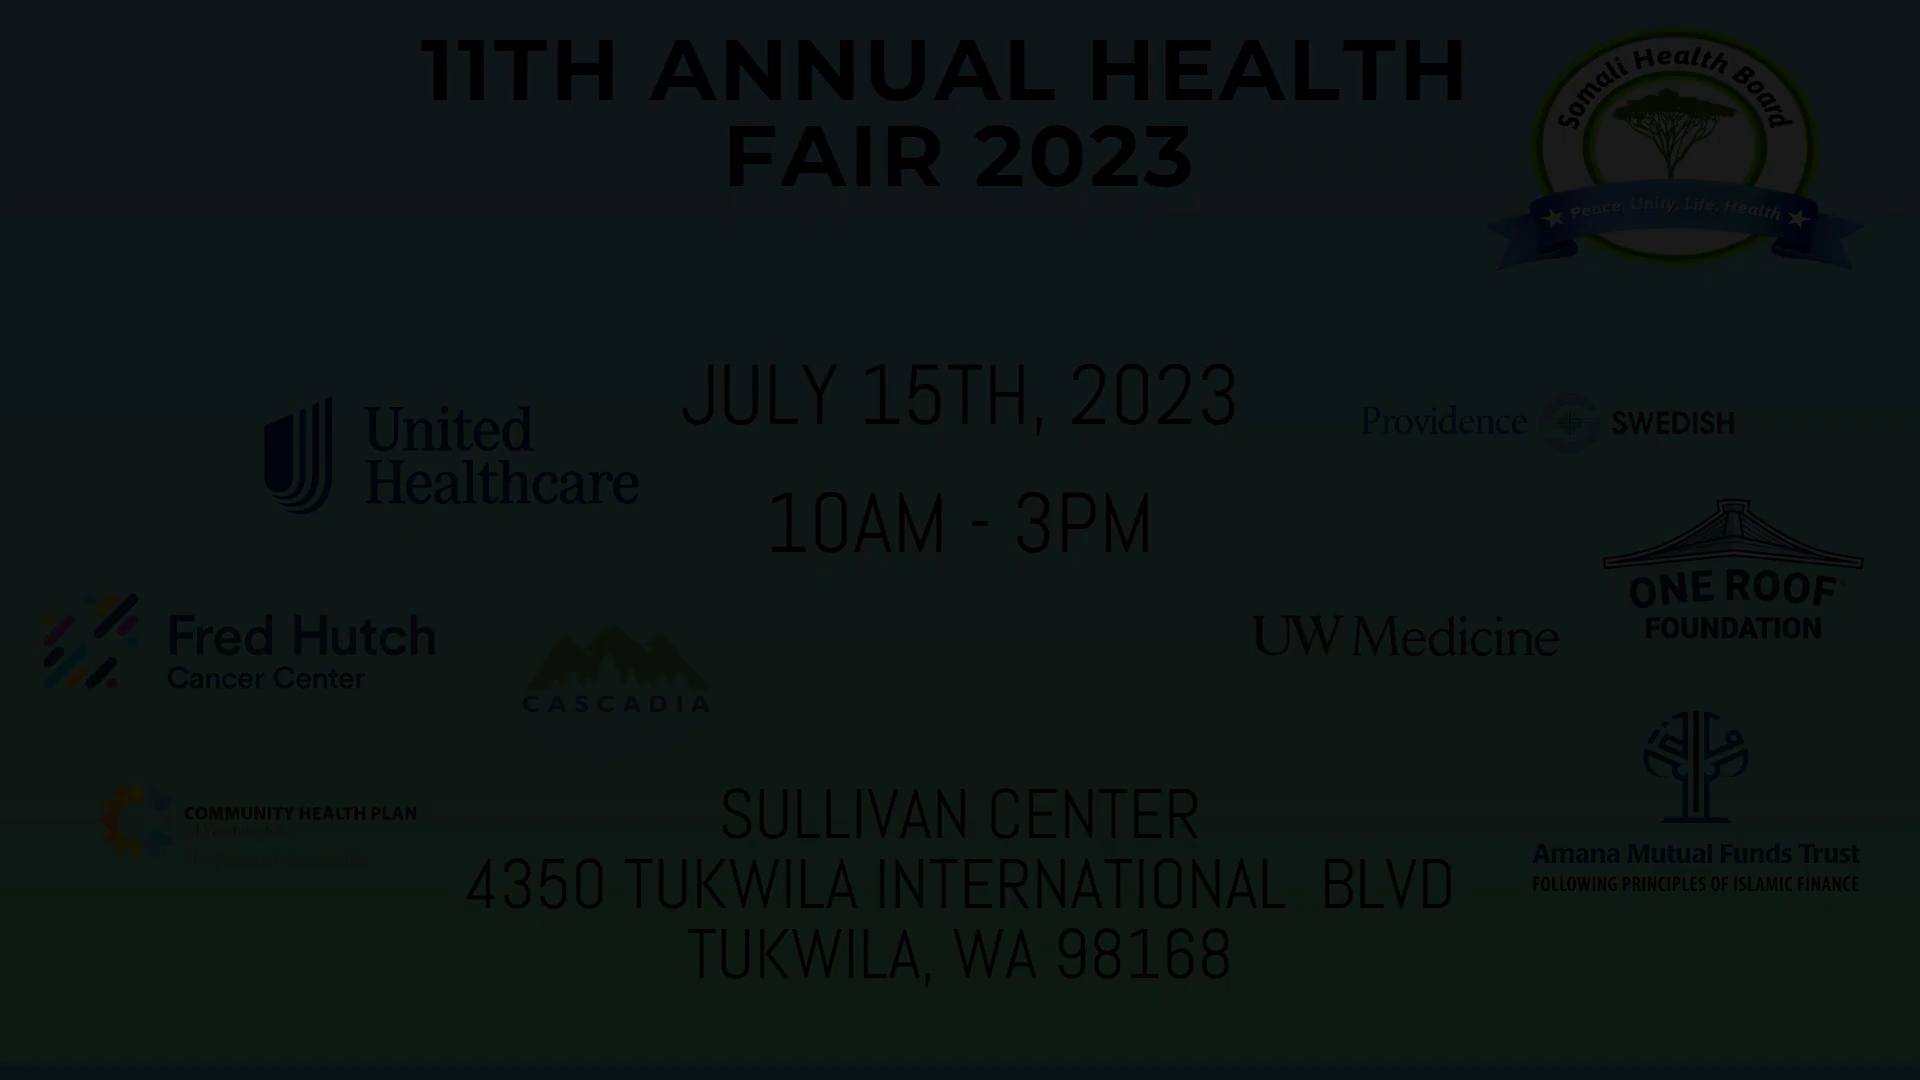 11TH ANNUAL HEALTH
FAIR 2023
Somali Health Board
Peace, Unity, Life, Health
JULY 15TH, 2023
10AM - 3PM
United
Healthcare
Providence
SWEDISH
ONE ROOF
FOUNDATION
Fred Hutch
Cancer Center
CASCADIA
UW Medicine
COMMUNITY HEALTH PLAN
Amana Mutual Funds Trust
FOLLOWING PRINCIPLES OF ISLAMIC FINANCE
SULLIVAN CENTER
4350 TUKWILA INTERNATIONAL BLVD
TUKWILA, WA 98168